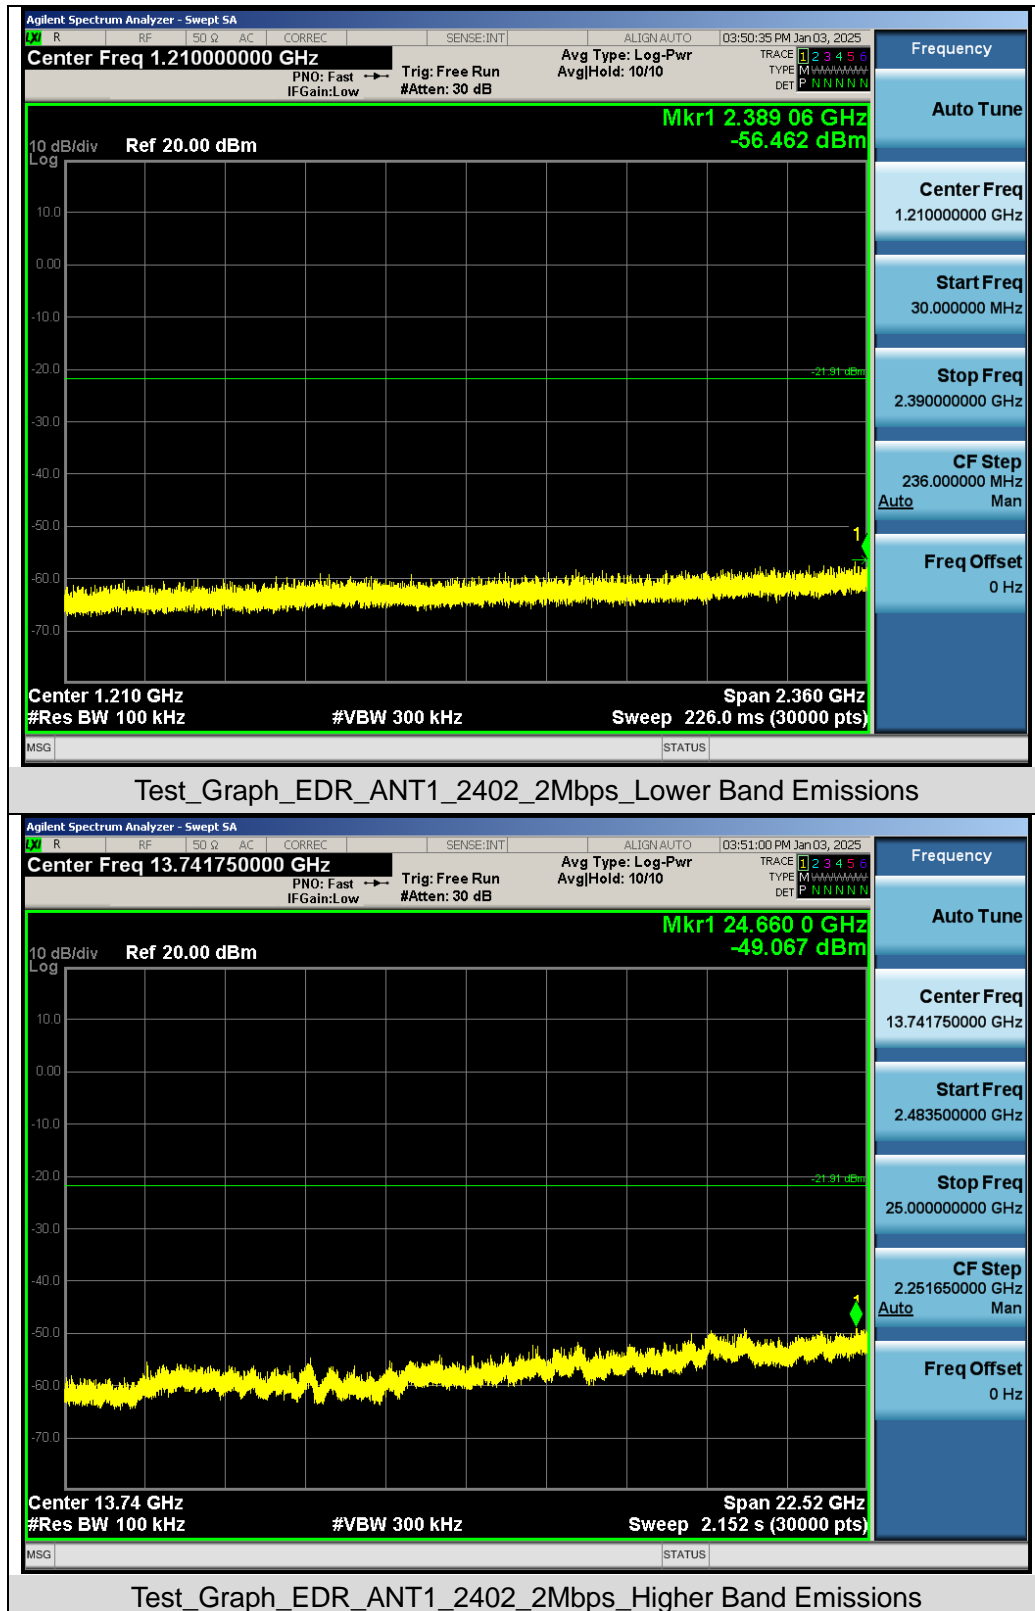 Agilent Spectrum Analyzer - Swept SA
LXI R RF 50 Ω AC CORREC SENSE:INT ALIGN AUTO 03:50:35 PM Jan 03, 2025
Center Freq 1.210000000 GHz
PNO: Fast
IFGain:Low
Trig: Free Run
#Atten: 30 dB
Avg Type: Log-Pwr
Avg|Hold: 10/10
TRACE 1 2 3 4 5 6
TYPE M
DET P N N N N N
Mkr1 2.389 06 GHz
-56.462 dBm
10 dB/div Ref 20.00 dBm
Log
10.0
0.00
-10.0
-20.0
-21.91 dBm
-30.0
-40.0
-50.0
1
-60.0
-70.0
Center 1.210 GHz Span 2.360 GHz
#Res BW 100 kHz #VBW 300 kHz Sweep 226.0 ms (30000 pts)
MSG STATUS
Frequency
Auto Tune
Center Freq
1.210000000 GHz
Start Freq
30.000000 MHz
Stop Freq
2.390000000 GHz
CF Step
236.000000 MHz
Auto Man
Freq Offset
0 Hz
Test_Graph_EDR_ANT1_2402_2Mbps_Lower Band Emissions
Agilent Spectrum Analyzer - Swept SA
LXI R RF 50 Ω AC CORREC SENSE:INT ALIGN AUTO 03:51:00 PM Jan 03, 2025
Center Freq 13.741750000 GHz
PNO: Fast
IFGain:Low
Trig: Free Run
#Atten: 30 dB
Avg Type: Log-Pwr
Avg|Hold: 10/10
TRACE 1 2 3 4 5 6
TYPE M
DET P N N N N N
Mkr1 24.660 0 GHz
-49.067 dBm
10 dB/div Ref 20.00 dBm
Log
10.0
0.00
-10.0
-20.0
-21.91 dBm
-30.0
-40.0
1
-50.0
-60.0
-70.0
Center 13.74 GHz Span 22.52 GHz
#Res BW 100 kHz #VBW 300 kHz Sweep 2.152 s (30000 pts)
MSG STATUS
Frequency
Auto Tune
Center Freq
13.741750000 GHz
Start Freq
2.483500000 GHz
Stop Freq
25.000000000 GHz
CF Step
2.251650000 GHz
Auto Man
Freq Offset
0 Hz
Test_Graph_EDR_ANT1_2402_2Mbps_Higher Band Emissions